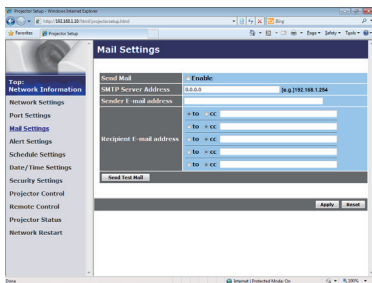 Projector Setup - Windows Internet Explorer
http://192.168.1.10/html/projectorsetup.html
Bing
Favorites
Projector Setup
Page
Safety
Tools
Mail Settings
Top:
Network Information
Network Settings
Port Settings
Mail Settings
Alert Settings
Schedule Settings
Date/Time Settings
Security Settings
Projector Control
Remote Control
Projector Status
Network Restart
Send Mail
Enable
SMTP Server Address
0.0.0.0
[e.g.]192.168.1.254
Sender E-mail address
Recipient E-mail address
to cc
to cc
to cc
to cc
to cc
Send Test Mail
Apply Reset
Done
Internet | Protected Mode: On
100%